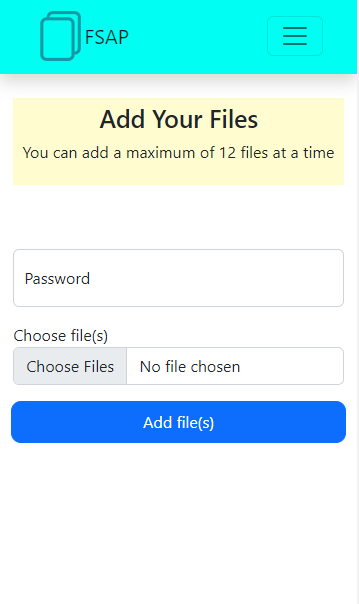 FSAP
Add Your Files
You can add a maximum of 12 files at a time
Password
Choose file(s)
Choose Files No file chosen
Add file(s)